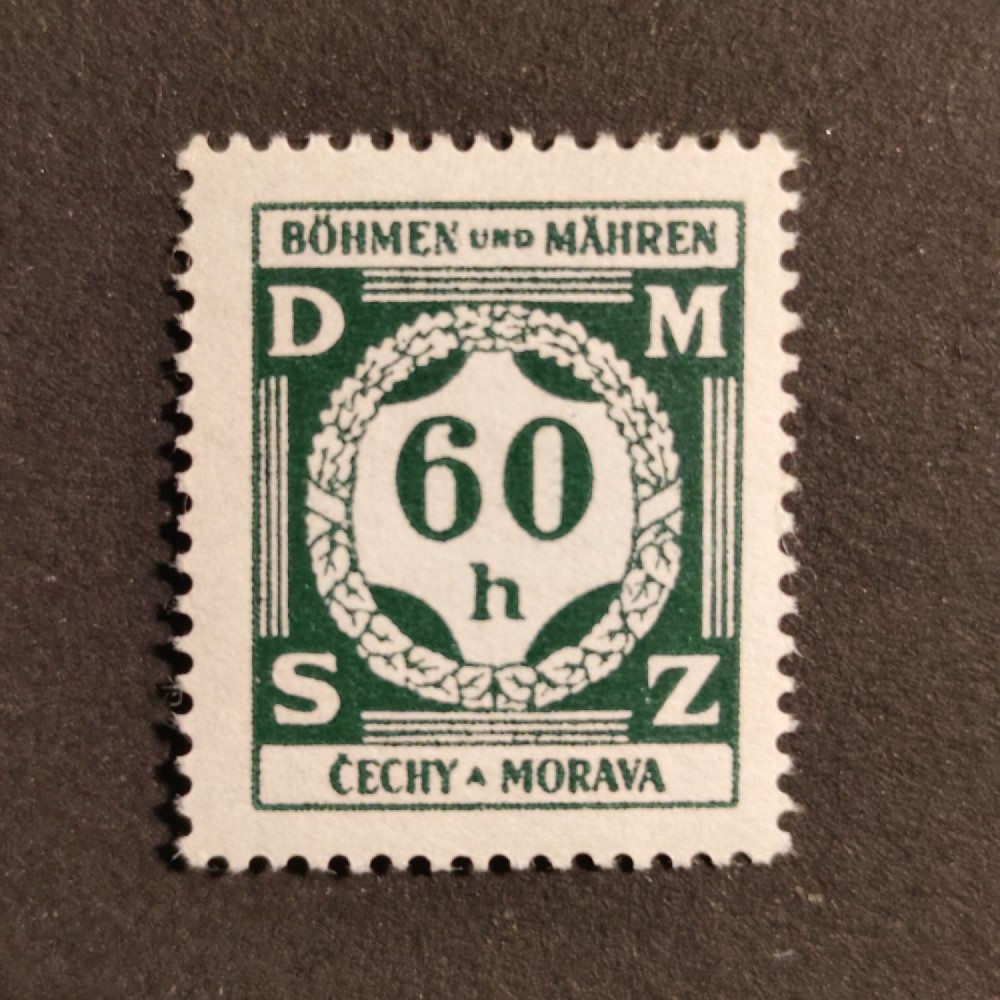 BÖHMEN UND MÄHREN
D M
60
h
S Z
ČECHY A MORAVA